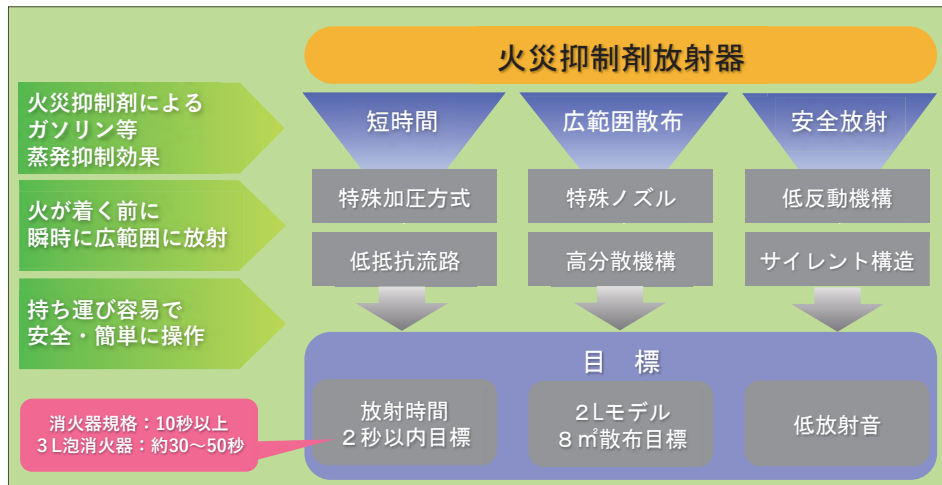 火災抑制剤放射器
火災抑制剤による
ガソリン等
蒸発抑制効果
火が着く前に
瞬時に広範囲に放射
持ち運び容易で
安全・簡単に操作
短時間
広範囲散布
安全放射
特殊加圧方式
特殊ノズル
低反動機構
低抵抗流路
高分散機構
サイレント構造
目 標
放射時間
２秒以内目標
２Lモデル
８㎡散布目標
低放射音
消火器規格：10秒以上
３L泡消火器：約30〜50秒